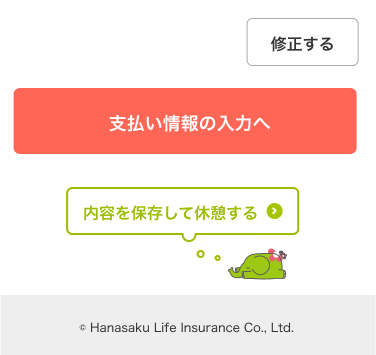 修正する
支払い情報の入力へ
内容を保存して休憩する
© Hanasaku Life Insurance Co., Ltd.